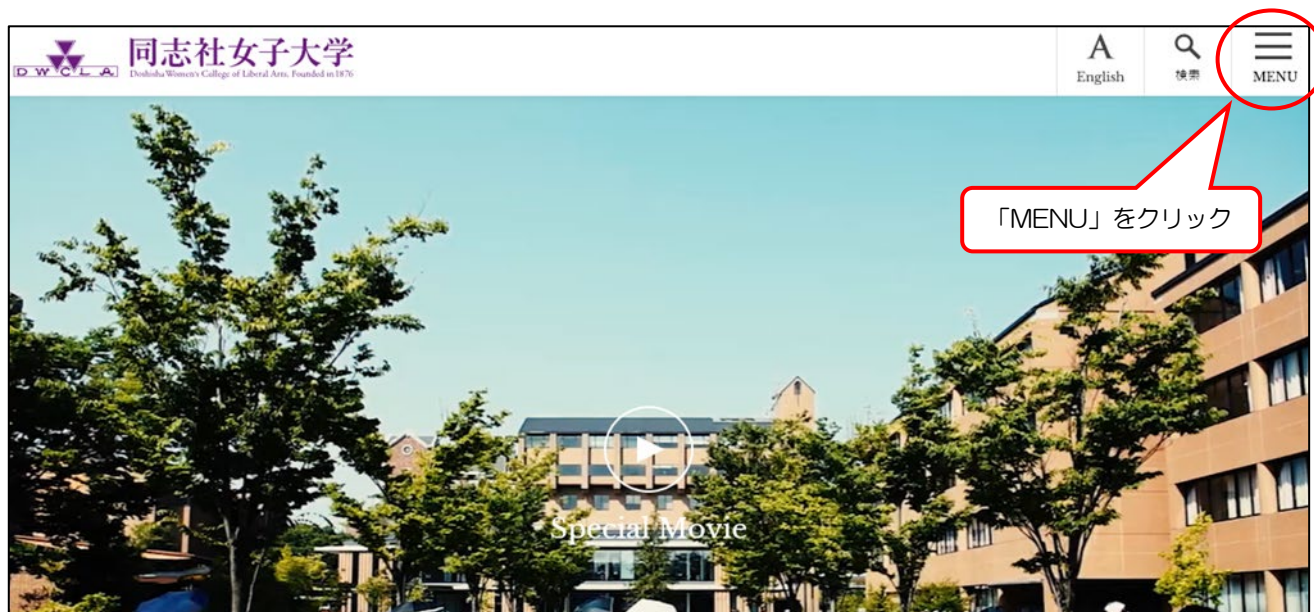 D W C L A
同志社女子大学
Doshisha Women's College of Liberal Arts. Founded in 1876
A
English
検索
MENU
「MENU」をクリック
Special Movie